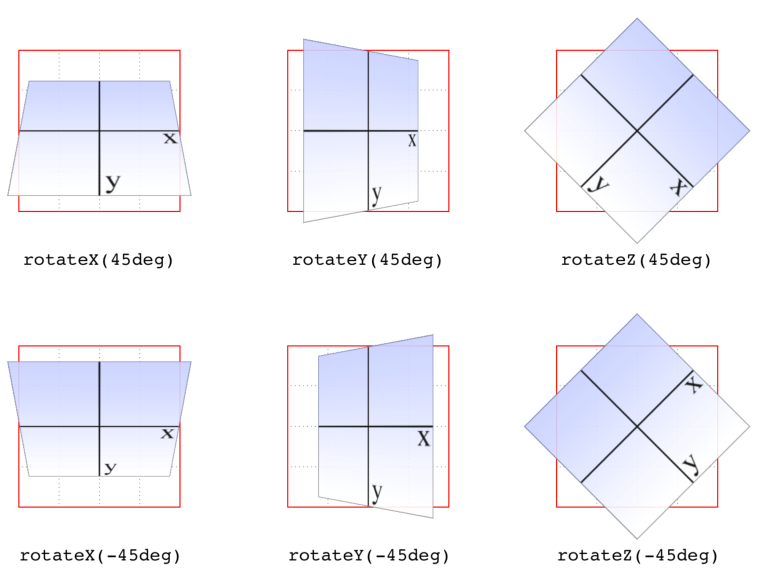 x
y
x
y
y
x
rotateX(45deg)
rotateY(45deg)
rotateZ(45deg)
x
y
x
y
x
y
rotateX(-45deg)
rotateY(-45deg)
rotateZ(-45deg)